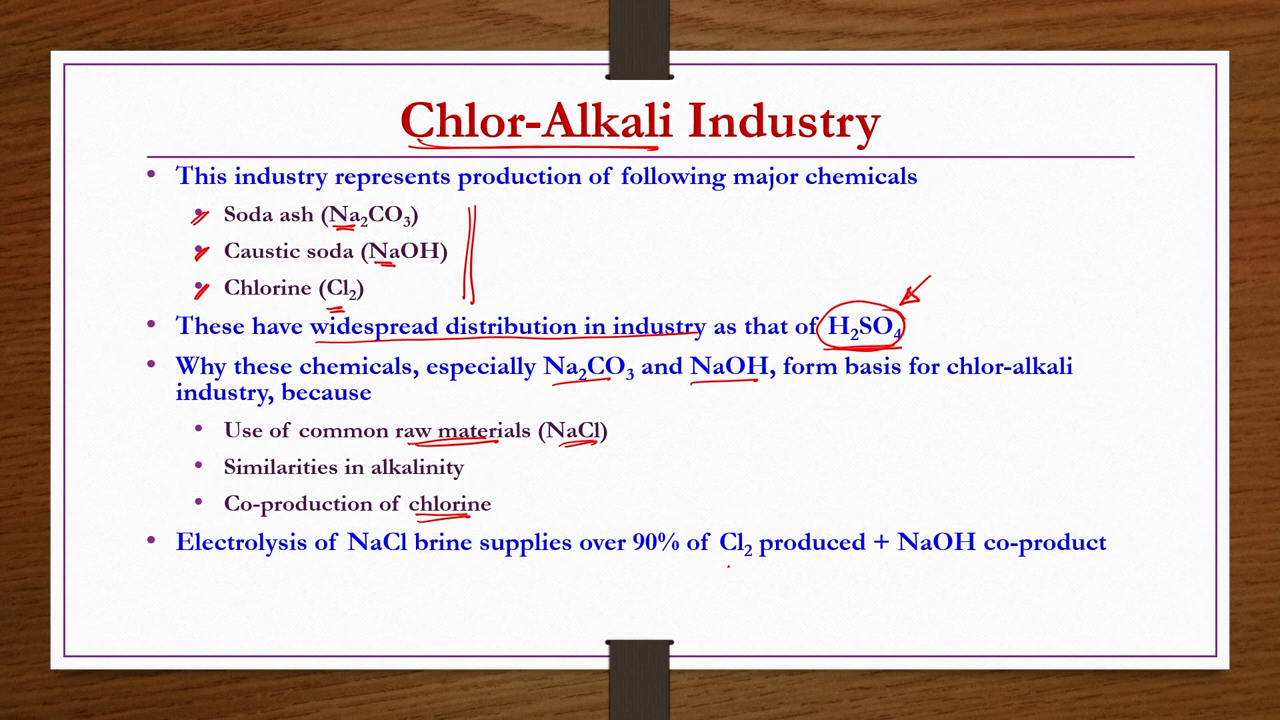 Chlor-Alkali Industry
• This industry represents production of following major chemicals
• Soda ash (Na₂CO₃)
• Caustic soda (NaOH)
• Chlorine (Cl₂)
• These have widespread distribution in industry as that of H₂SO₄
• Why these chemicals, especially Na₂CO₃ and NaOH, form basis for chlor-alkali
industry, because
• Use of common raw materials (NaCl)
• Similarities in alkalinity
• Co-production of chlorine
• Electrolysis of NaCl brine supplies over 90% of Cl₂ produced + NaOH co-product